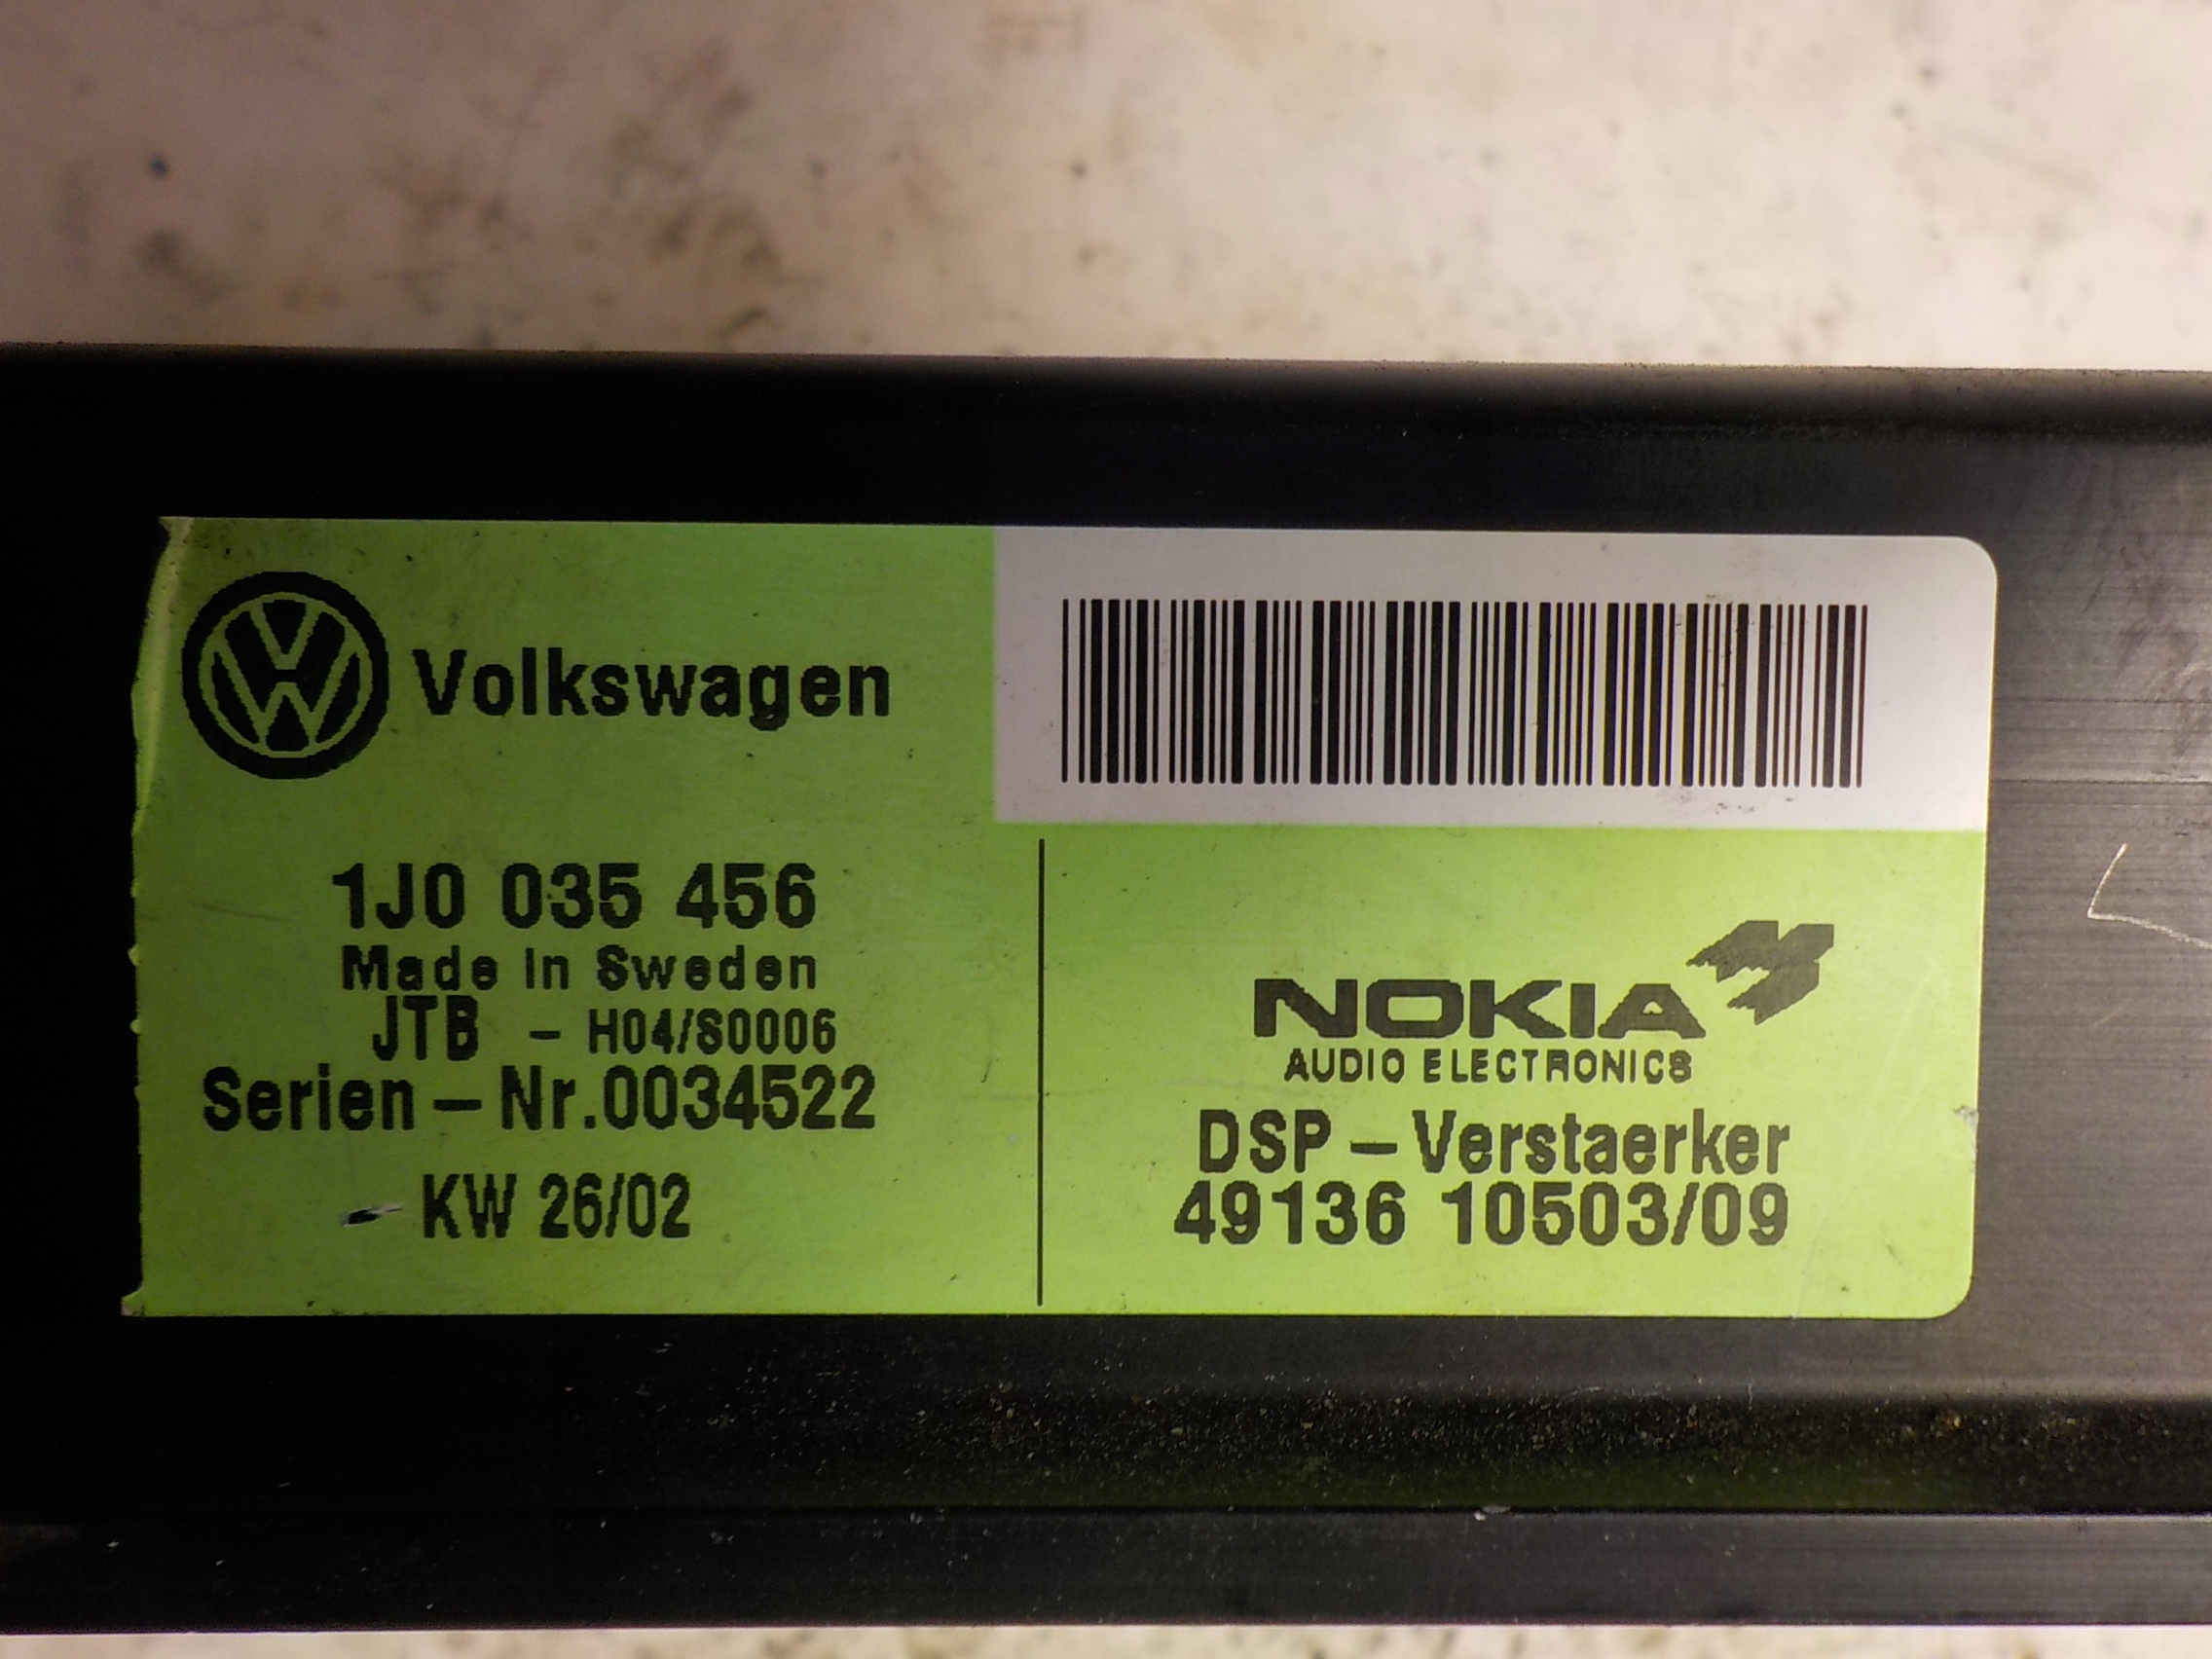 Volkswagen
1J0 035 456
Made in Sweden
JTB - H04/S0006
Serien-Nr.0034522
KW 26/02
NOKIA
AUDIO ELECTRONICS
DSP-Verstaerker
49136 10503/09